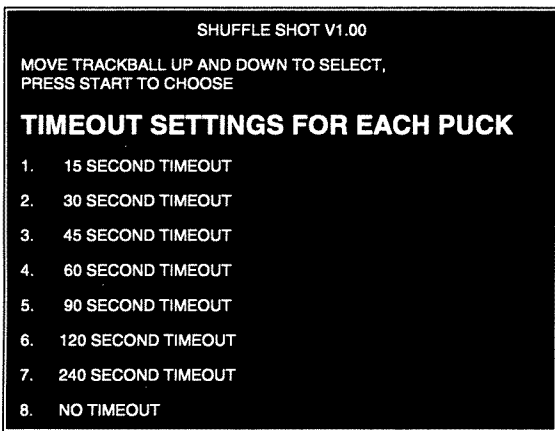 SHUFFLE SHOT V1.00
MOVE TRACKBALL UP AND DOWN TO SELECT,
PRESS START TO CHOOSE
TIMEOUT SETTINGS FOR EACH PUCK
1. 15 SECOND TIMEOUT
2. 30 SECOND TIMEOUT
3. 45 SECOND TIMEOUT
4. 60 SECOND TIMEOUT
5. 90 SECOND TIMEOUT
6. 120 SECOND TIMEOUT
7. 240 SECOND TIMEOUT
8. NO TIMEOUT